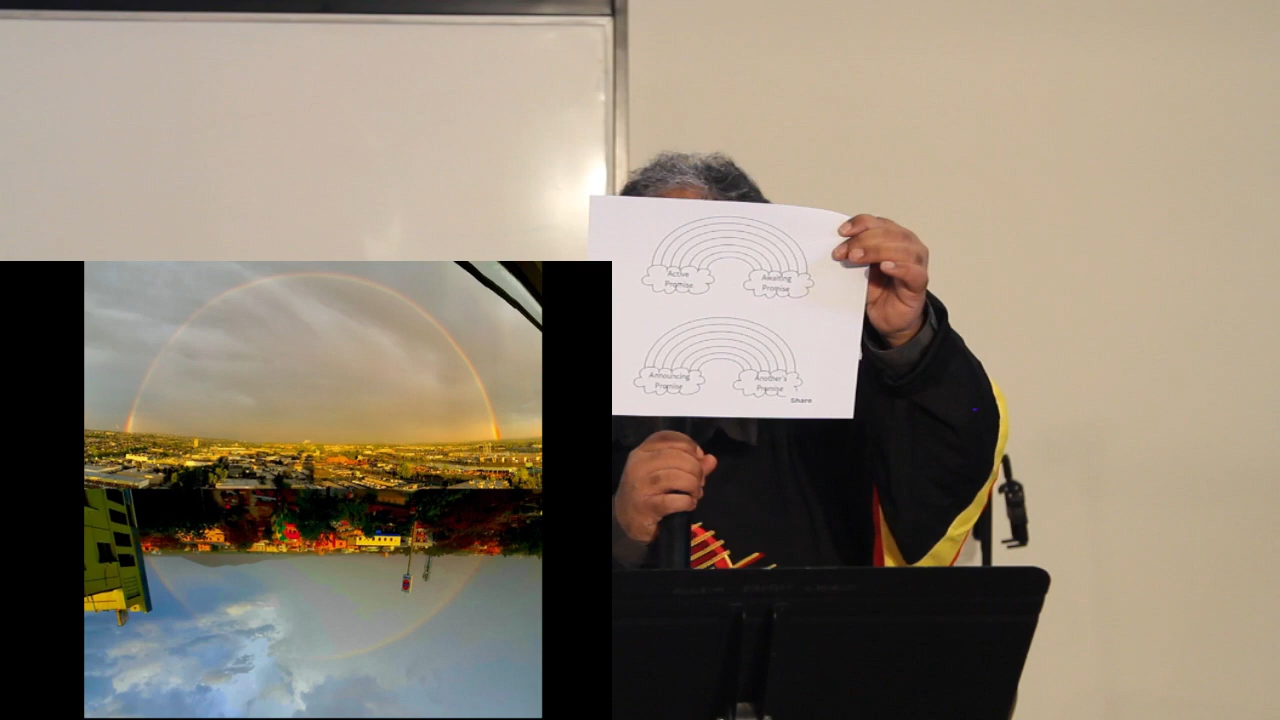 Active
Promise
Awaiting
Promise
Announcing
Promise
Another's
Promise
Share